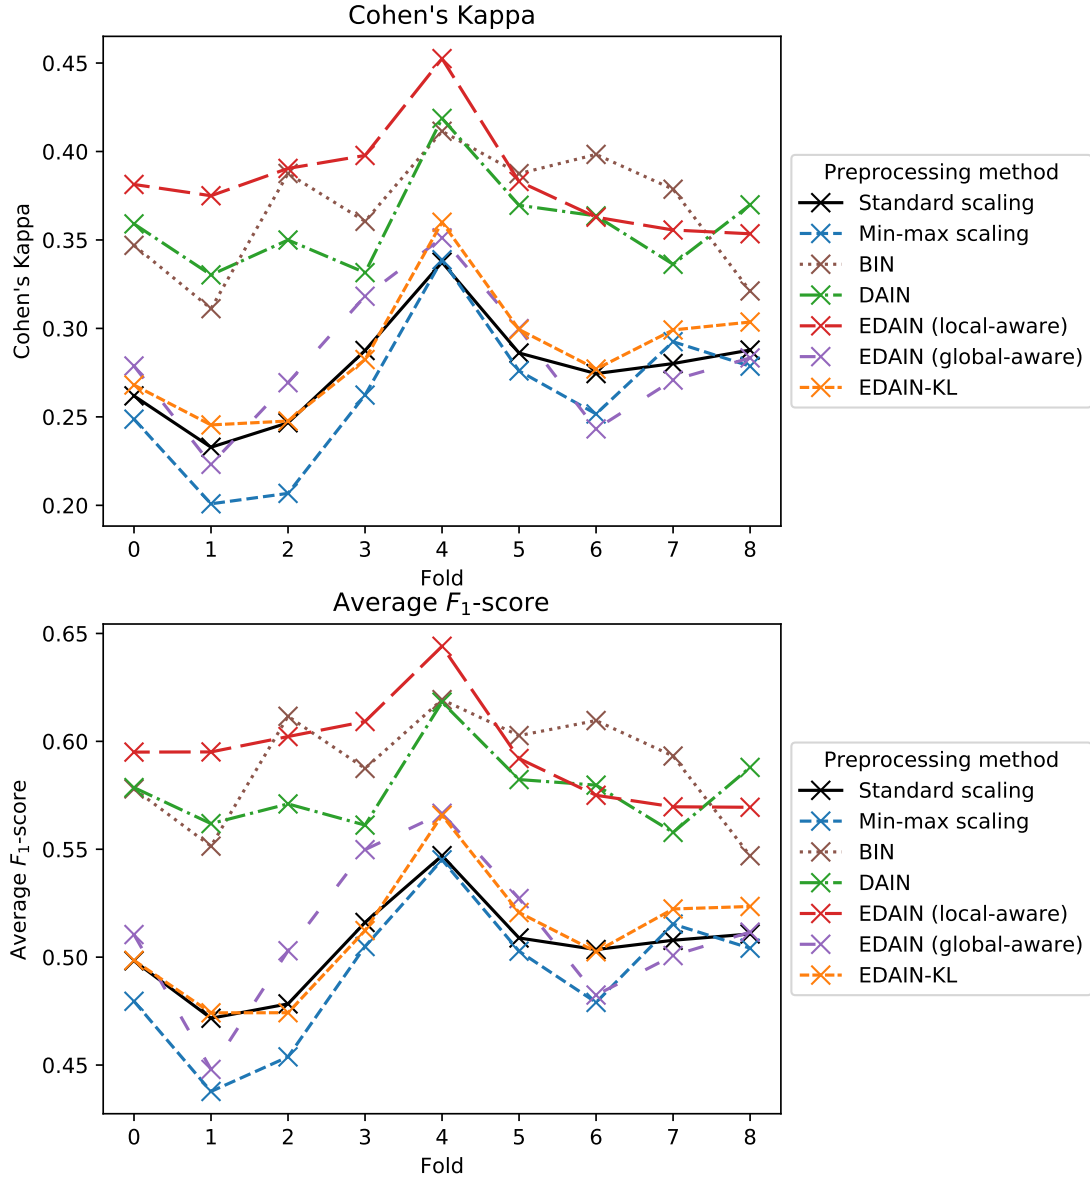 Cohen's Kappa
Cohen's Kappa
0.45
0.40
0.35
0.30
0.25
0.20
0 1 2 3 4 5 6 7 8
Fold
Preprocessing method
Standard scaling
Min-max scaling
BIN
DAIN
EDAIN (local-aware)
EDAIN (global-aware)
EDAIN-KL
Average F₁-score
Average F₁-score
0.65
0.60
0.55
0.50
0.45
0 1 2 3 4 5 6 7 8
Fold
Preprocessing method
Standard scaling
Min-max scaling
BIN
DAIN
EDAIN (local-aware)
EDAIN (global-aware)
EDAIN-KL